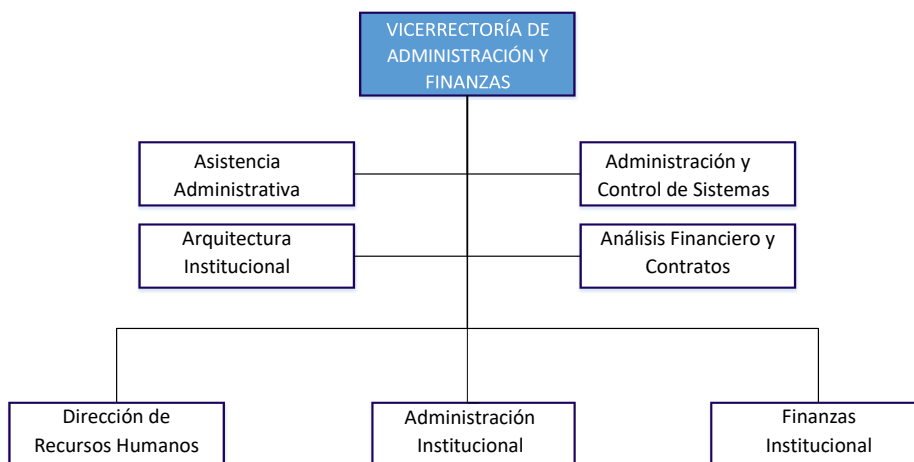 VICERRECTORÍA DE
ADMINISTRACIÓN Y
FINANZAS
Asistencia
Administrativa
Administración y
Control de Sistemas
Arquitectura
Institucional
Análisis Financiero y
Contratos
Dirección de
Recursos Humanos
Administración
Institucional
Finanzas
Institucional